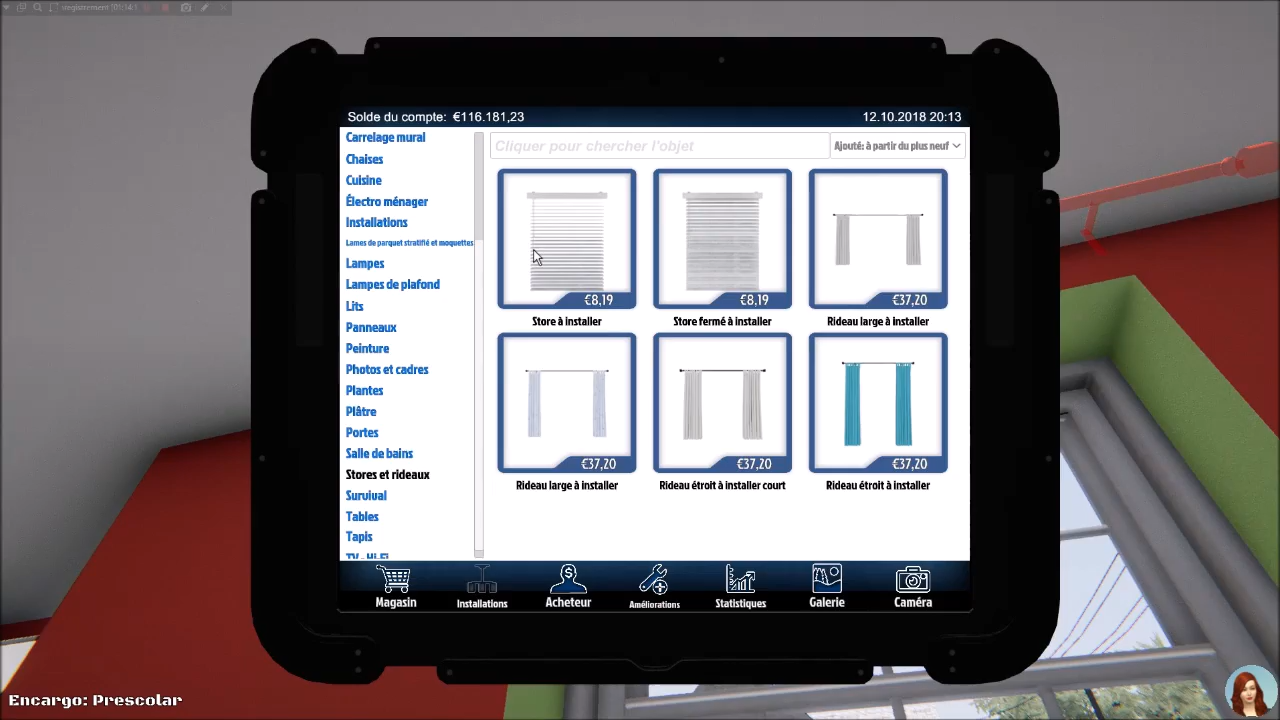 Solde du compte: €116.181,23
12.10.2018 20:13
Carrelage mural
Chaises
Cuisine
Électro ménager
Installations
Lames de parquet stratifié et moquettes
Lampes
Lampes de plafond
Lits
Panneaux
Peinture
Photos et cadres
Plantes
Plâtre
Portes
Salle de bains
Stores et rideaux
Survival
Tables
Tapis
TV - Hi-Fi
Cliquer pour chercher l'objet
Ajouté: à partir du plus neuf
€8,19
€8,19
€37,20
Store à installer
Store fermé à installer
Rideau large à installer
€37,20
€37,20
€37,20
Rideau large à installer
Rideau étroit à installer court
Rideau étroit à installer
Magasin
Installations
Acheteur
Améliorations
Statistiques
Galerie
Caméra
Encargo: Prescolar